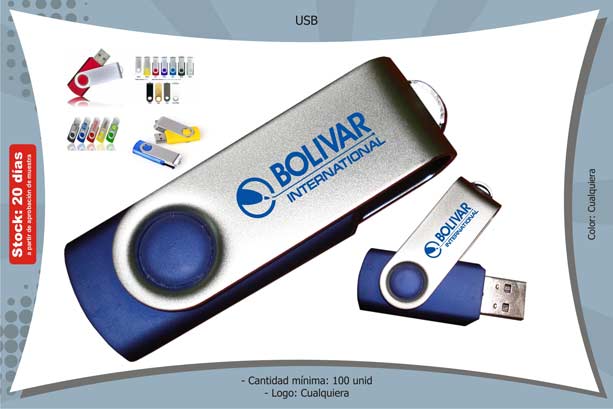 USB
Stock: 20 días
a partir de aprobación de muestra
BOLIVAR
INTERNATIONAL
BOLIVAR
INTERNATIONAL
Color: Cualquiera
- Cantidad mínima: 100 unid
- Logo: Cualquiera